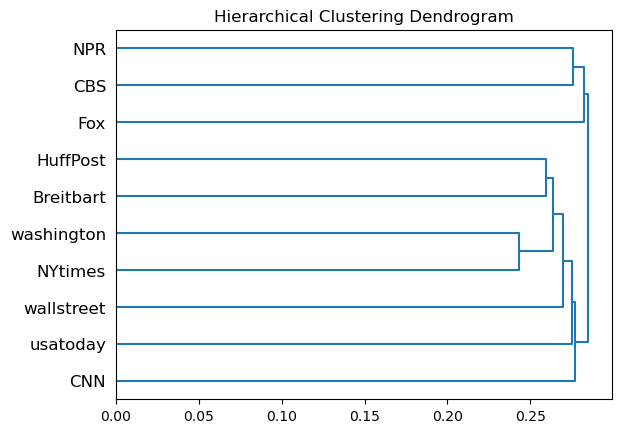 Hierarchical Clustering Dendrogram
NPR
CBS
Fox
HuffPost
Breitbart
washington
NYtimes
wallstreet
usatoday
CNN
0.00 0.05 0.10 0.15 0.20 0.25